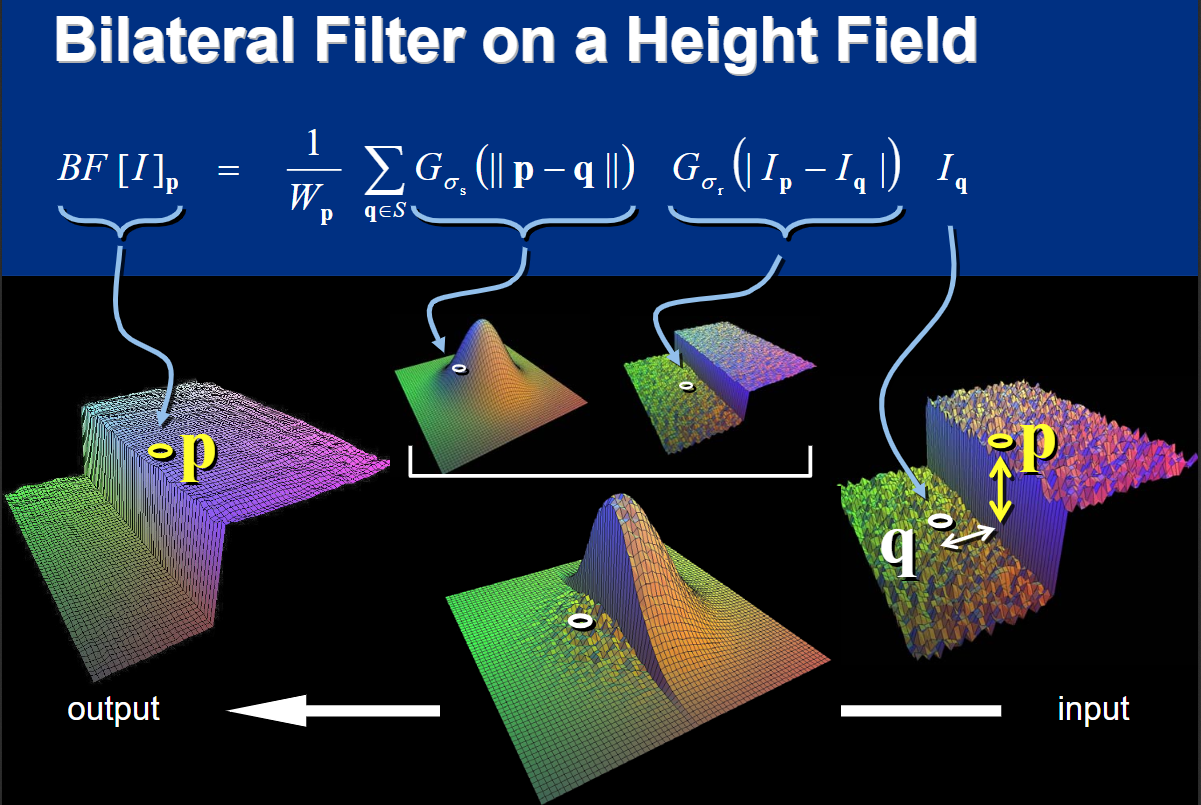 Bilateral Filter on a Height Field
BF [I]p = 1/Wp ∑q∈S Gσs (|| p − q ||) Gσr (| Ip − Iq |) Iq
p
p
q
output
input